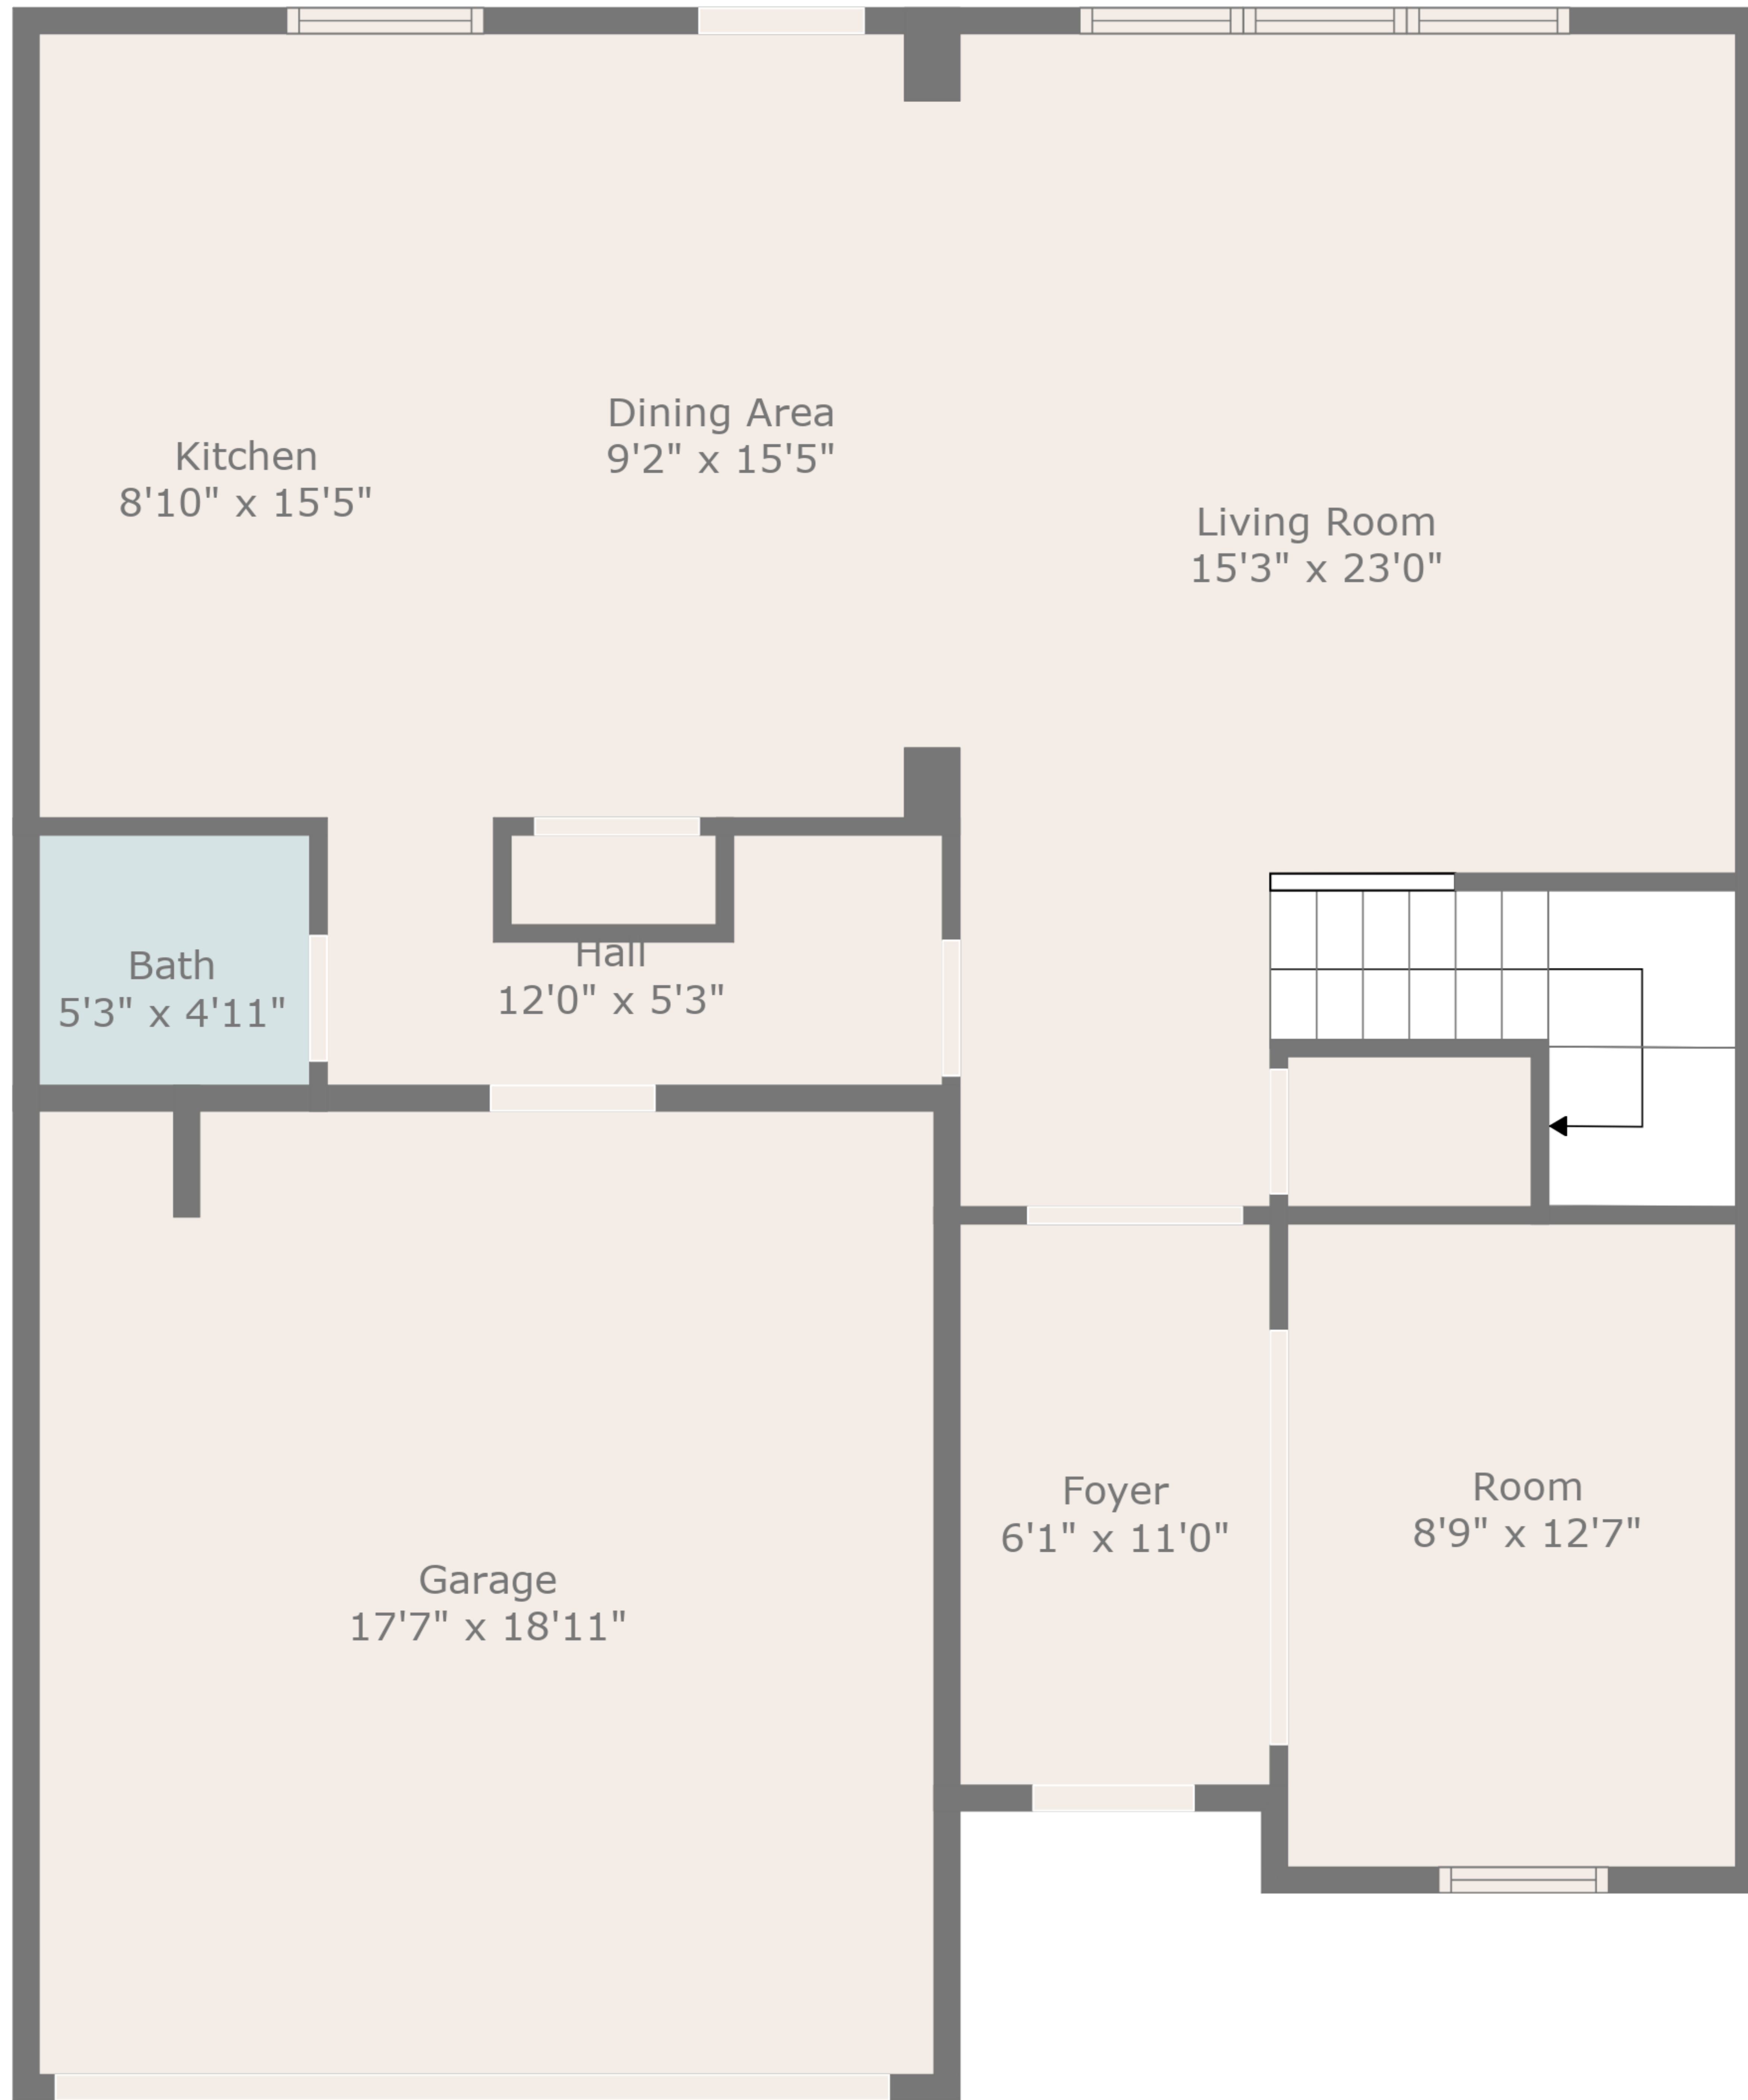 Dining Area
9'2" x 15'5"
Kitchen
8'10" x 15'5"
Living Room
15'3" x 23'0"
Bath
5'3" x 4'11"
Hall
12'0" x 5'3"
Foyer
6'1" x 11'0"
Room
8'9" x 12'7"
Garage
17'7" x 18'11"